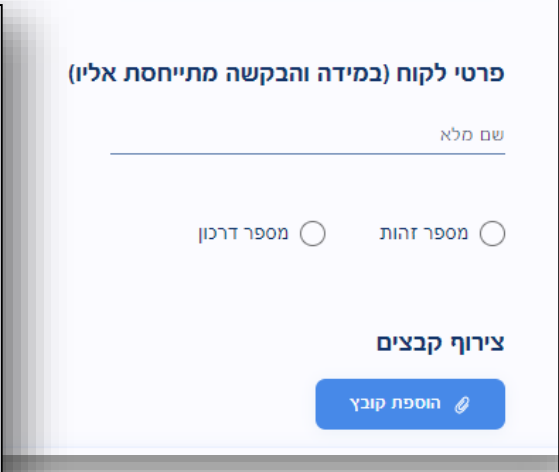 פרטי לקוח (במידה והבקשה מתייחסת אליו)
שם מלא
מספר זהות מספר דרכון
צירוף קבצים
הוספת קובץ